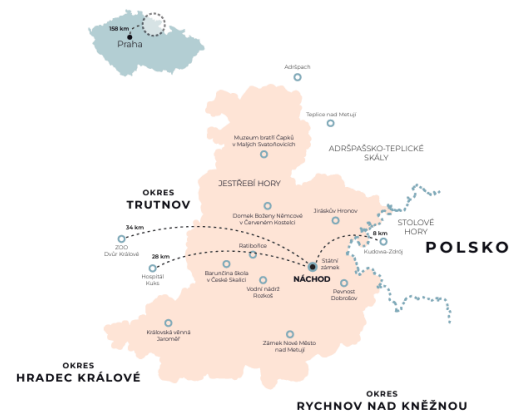 158 km
Praha
Adršpach
Teplice nad Metují
Muzeum bratří Čapků
v Malých Svatoňovicích
ADRŠPAŠSKO-TEPLICKÉ
SKÁLY
JESTŘEBÍ HORY
OKRES
TRUTNOV
Domek Boženy Němcové
v Červeném Kostelci
Jiráskův Hronov
STOLOVÉ
HORY
34 km
8 km
ZOO
Dvůr Králové
Ratibořice
Kudowa-Zdrój
POLSKO
28 km
Státní
zámek
Hospitál
Kuks
Barunčina škola
v České Skalici
NÁCHOD
Vodní nádrž
Rozkoš
Pevnost
Dobrošov
Královská věnná
Jaroměř
Zámek Nové Město
nad Metují
OKRES
HRADEC KRÁLOVÉ
OKRES
RYCHNOV NAD KNĚŽNOU